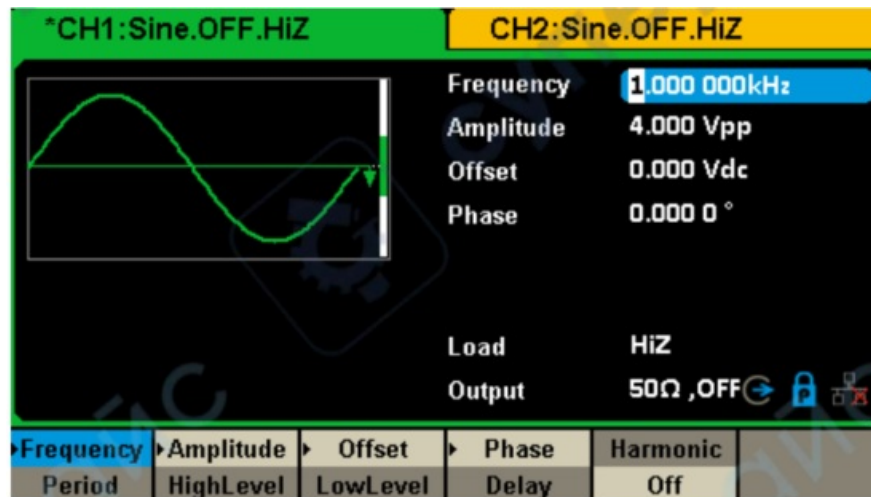 *CH1:Sine.OFF.HiZ CH2:Sine.OFF.HiZ
Frequency 1.000 000kHz
Amplitude 4.000 Vpp
Offset 0.000 Vdc
Phase 0.000 0 °
Load HiZ
Output 50Ω ,OFF P
Frequency Amplitude Offset Phase Harmonic
Period HighLevel LowLevel Delay Off